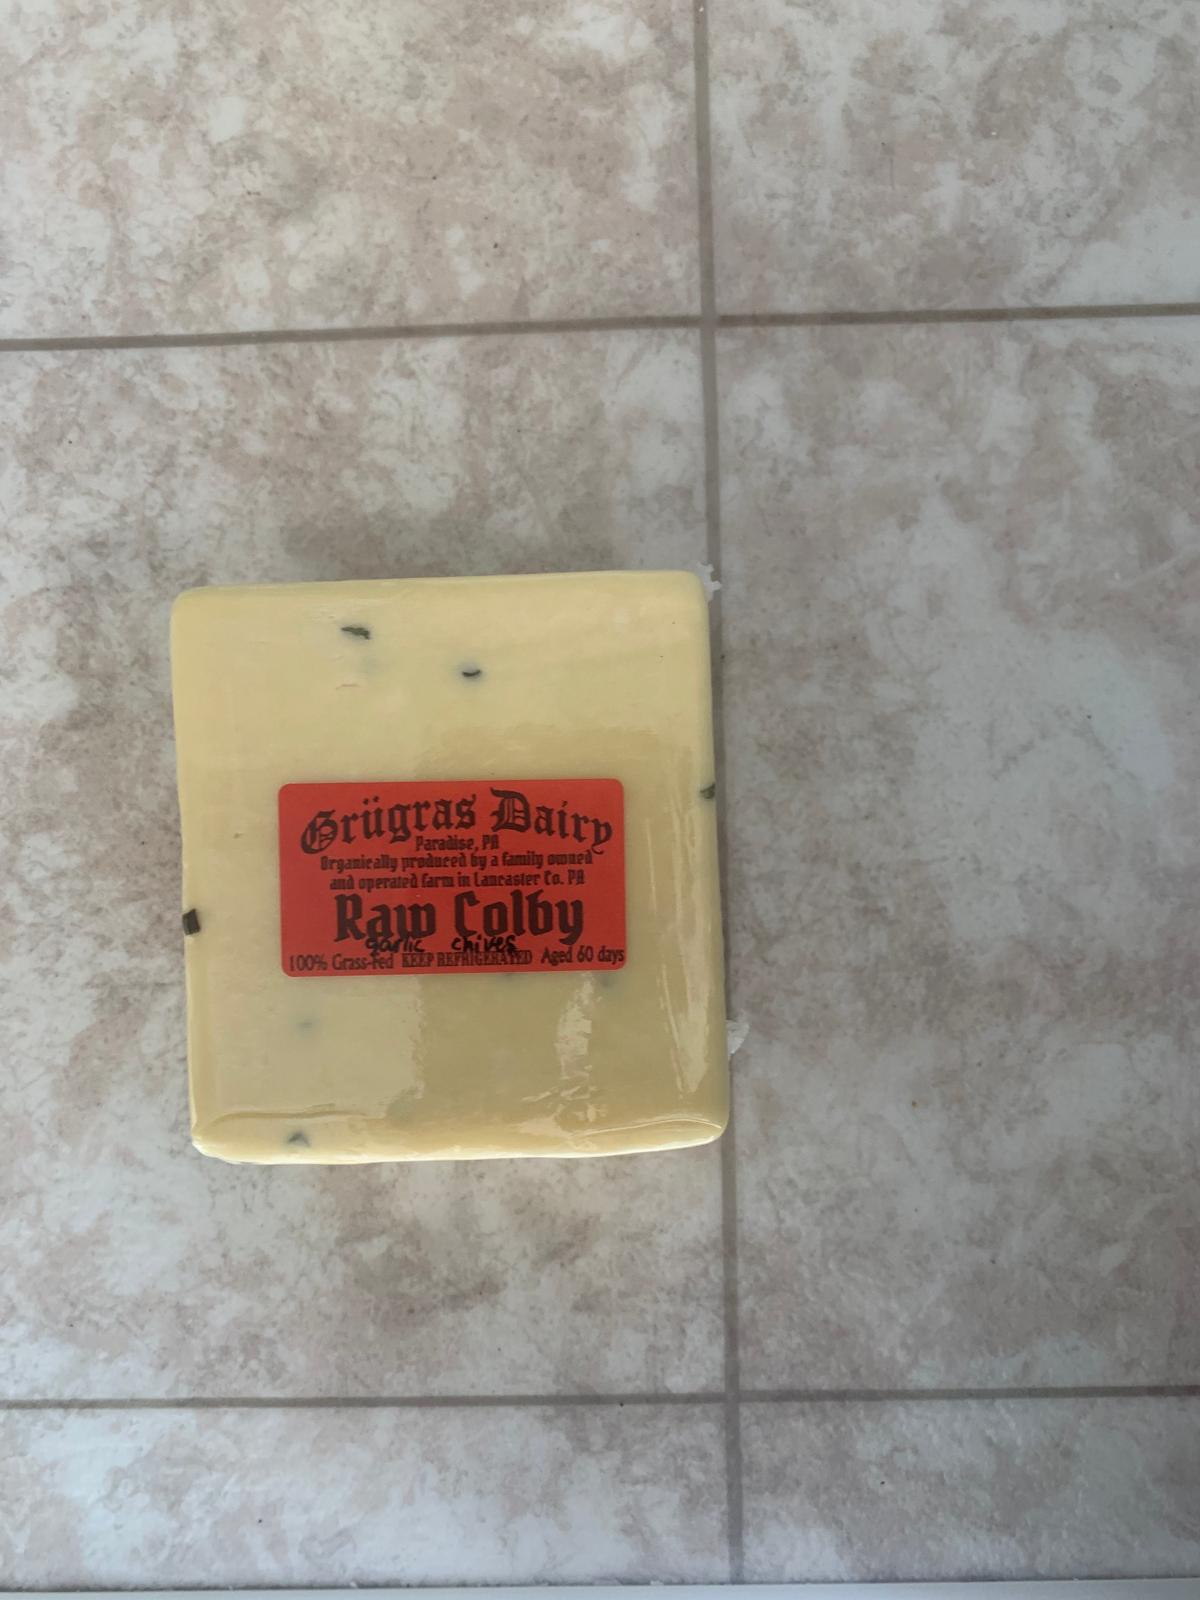 Grügras Dairy
Paradise, PA
Organically produced by a family owned
and operated farm in Lancaster Co. PA
Raw Colby
garlic chives
100% Grass-Fed KEEP REFRIGERATED Aged 60 days